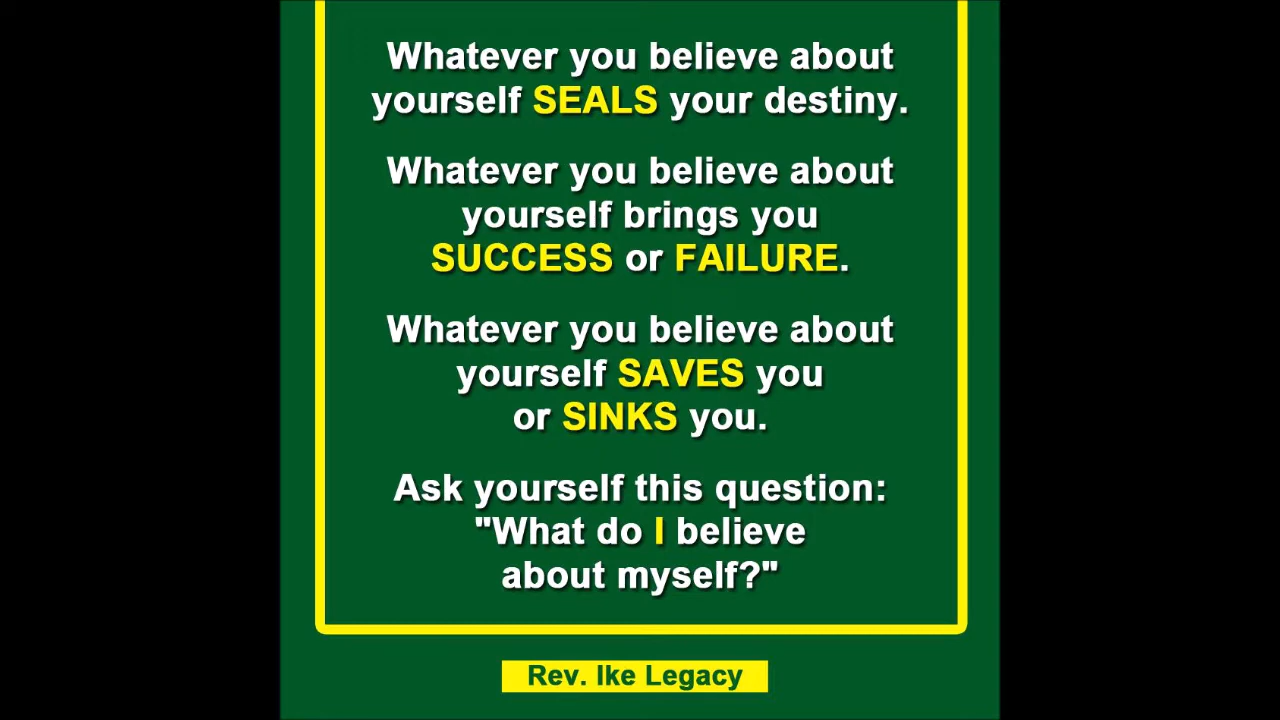 Whatever you believe about
yourself SEALS your destiny.
Whatever you believe about
yourself brings you
SUCCESS or FAILURE.
Whatever you believe about
yourself SAVES you
or SINKS you.
Ask yourself this question:
"What do I believe
about myself?"
Rev. Ike Legacy